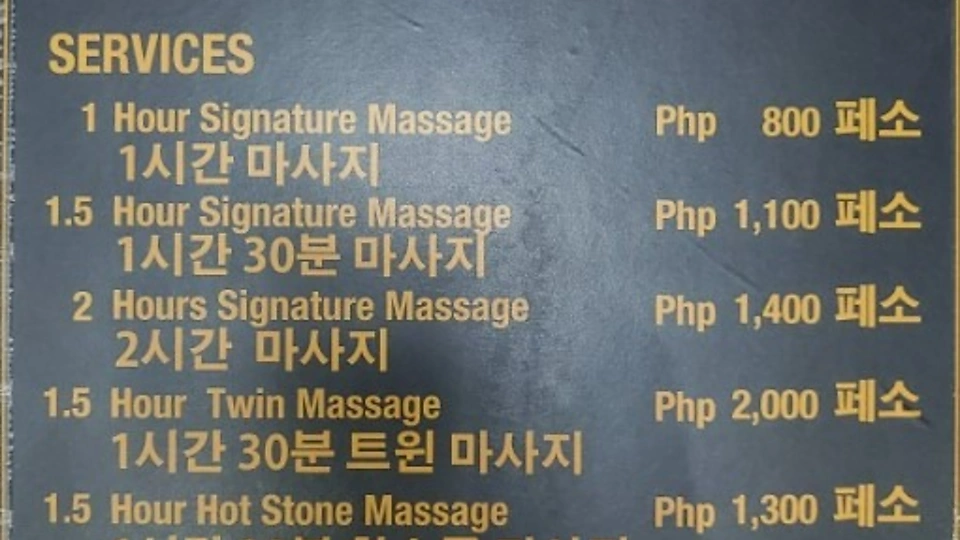 SERVICES
1 Hour Signature Massage Php 800 페소
1시간 마사지
1.5 Hour Signature Massage Php 1,100 페소
1시간 30분 마사지
2 Hours Signature Massage Php 1,400 페소
2시간 마사지
1.5 Hour Twin Massage Php 2,000 페소
1시간 30분 트윈 마사지
1.5 Hour Hot Stone Massage Php 1,300 페소